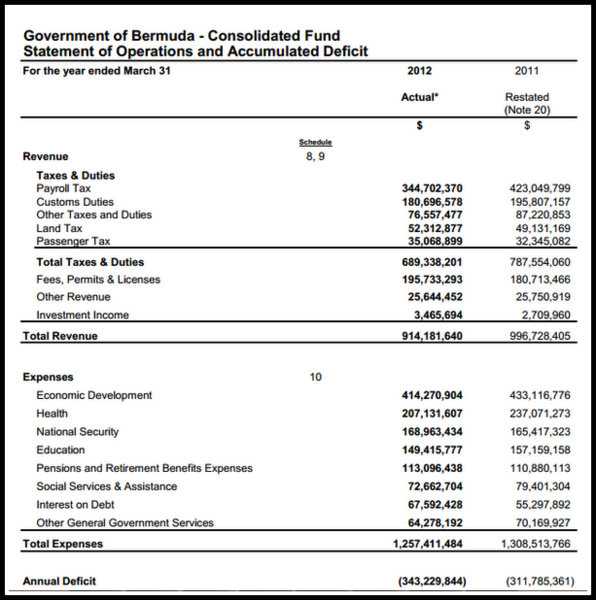 Government of Bermuda - Consolidated Fund
Statement of Operations and Accumulated Deficit
For the year ended March 31 2012 2011
Actual* Restated
(Note 20)
$ $
Schedule
Revenue 8, 9
Taxes & Duties
Payroll Tax 344,702,370 423,049,799
Customs Duties 180,696,578 195,807,157
Other Taxes and Duties 76,557,477 87,220,853
Land Tax 52,312,877 49,131,169
Passenger Tax 35,068,899 32,345,082
Total Taxes & Duties 689,338,201 787,554,060
Fees, Permits & Licenses 195,733,293 180,713,466
Other Revenue 25,644,452 25,750,919
Investment Income 3,465,694 2,709,960
Total Revenue 914,181,640 996,728,405
Expenses 10
Economic Development 414,270,904 433,116,776
Health 207,131,607 237,071,273
National Security 168,963,434 165,417,323
Education 149,415,777 157,159,158
Pensions and Retirement Benefits Expenses 113,096,438 110,880,113
Social Services & Assistance 72,662,704 79,401,304
Interest on Debt 67,592,428 55,297,892
Other General Government Services 64,278,192 70,169,927
Total Expenses 1,257,411,484 1,308,513,766
Annual Deficit (343,229,844) (311,785,361)